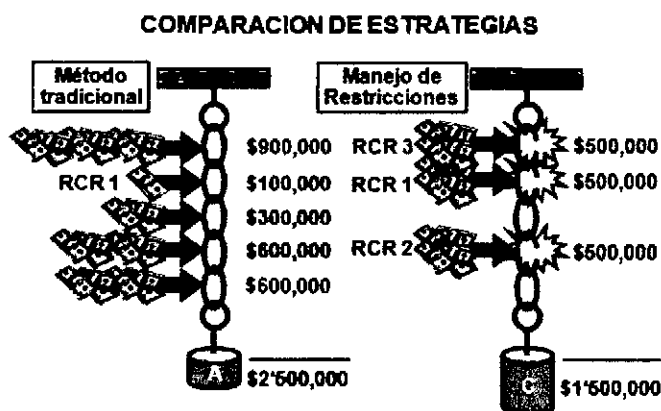 COMPARACION DE ESTRATEGIAS
Método
tradicional
$900,000
RCR 1
$100,000
$300,000
$600,000
$600,000
A
$2'500,000
Manejo de
Restricciones
RCR 3
$500,000
RCR 1
$500,000
RCR 2
$500,000
C
$1'500,000